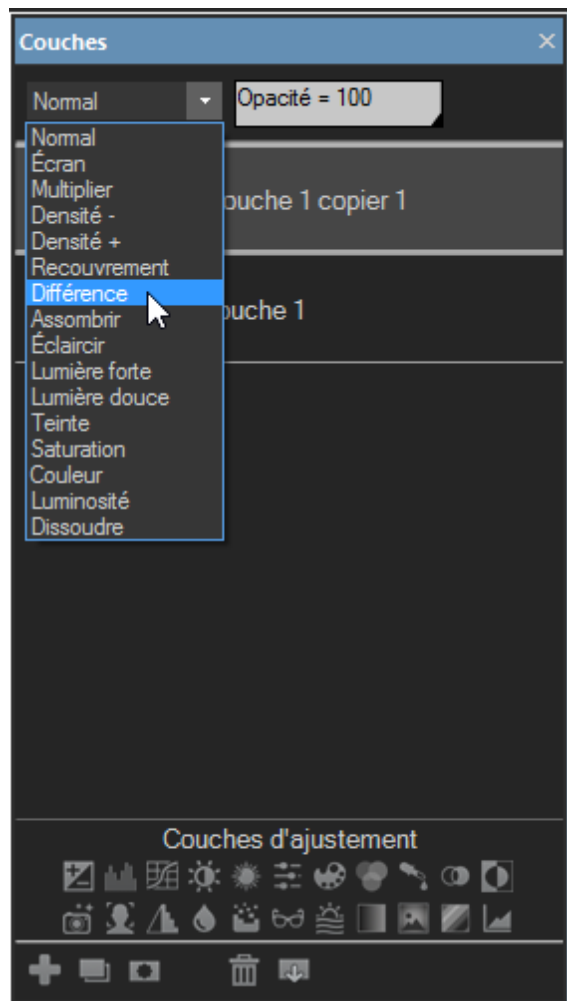 Couches
Normal
Opacité = 100
Normal
Écran
Multiplier
ouche 1 copier 1
Densité -
Densité +
Recouvrement
Différence
Assombrir
ouche 1
Éclaircir
Lumière forte
Lumière douce
Teinte
Saturation
Couleur
Luminosité
Dissoudre
Couches d'ajustement